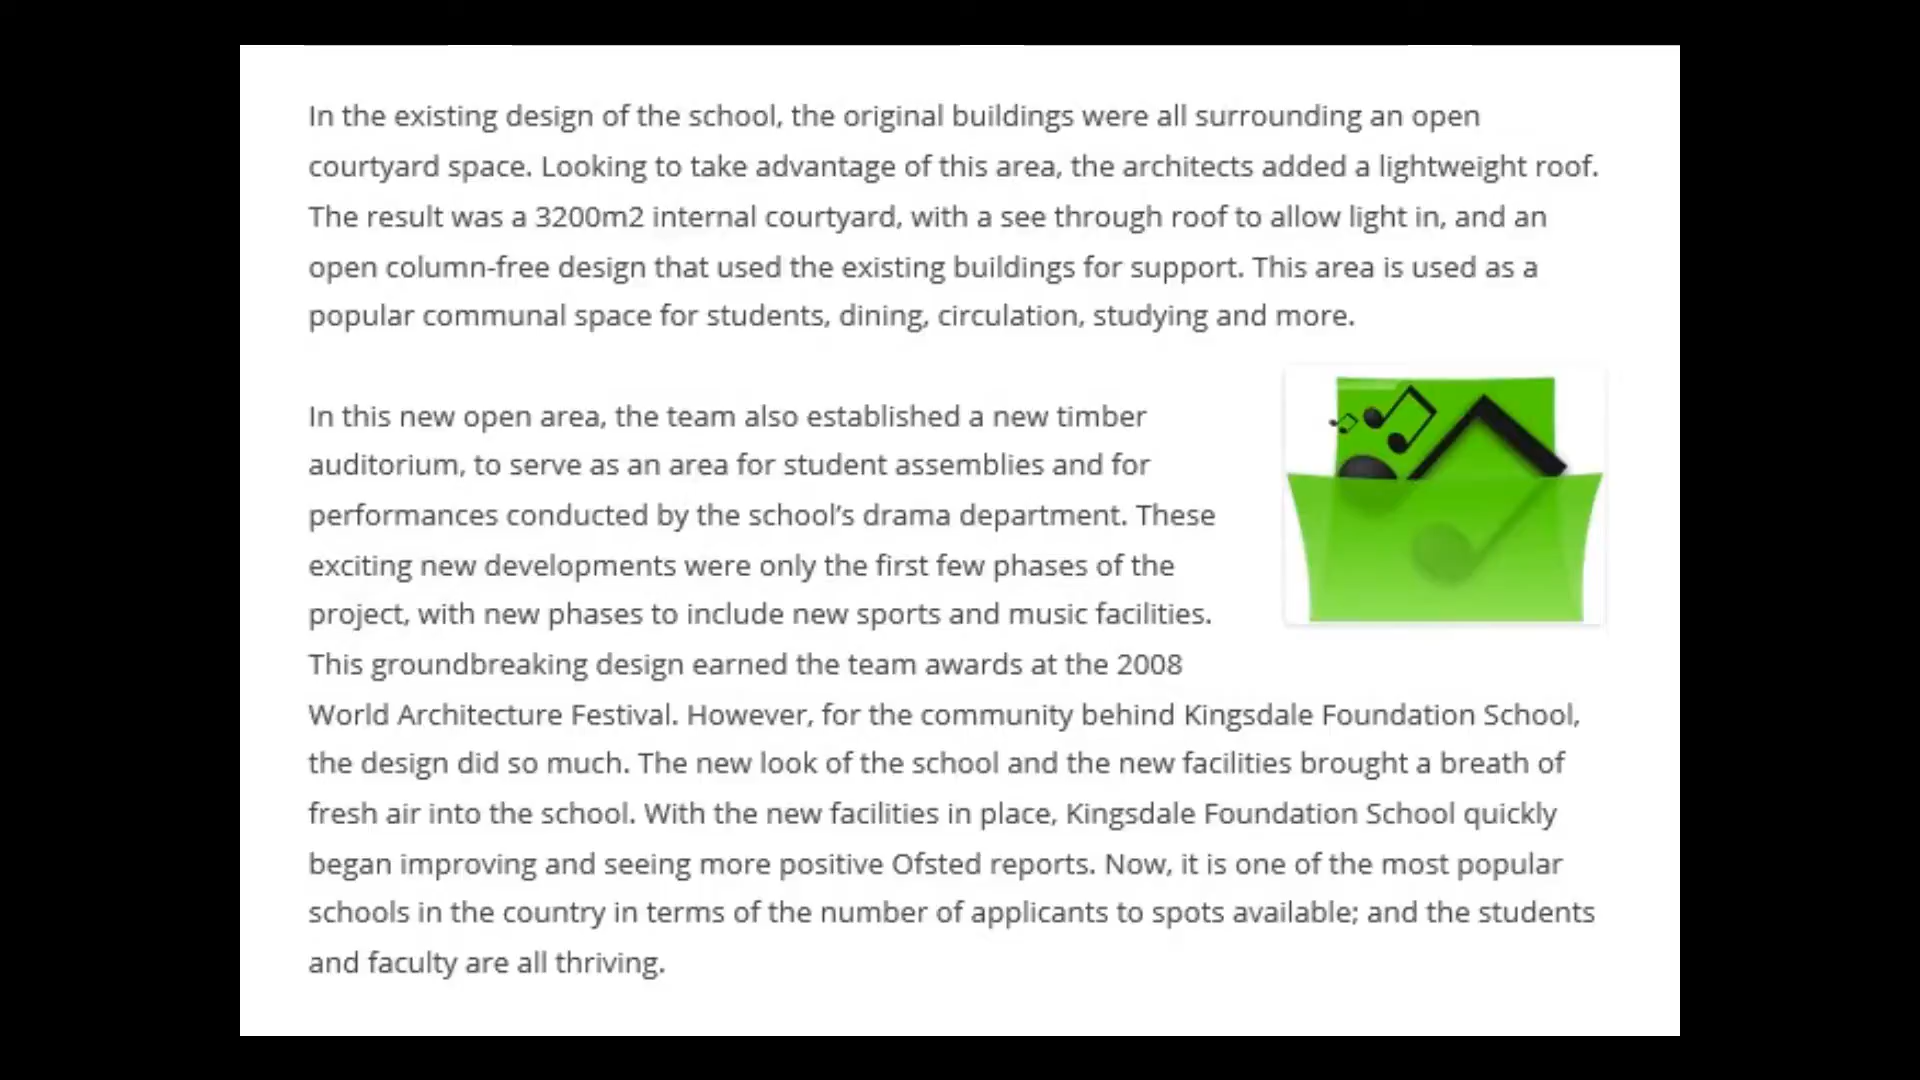 In the existing design of the school, the original buildings were all surrounding an open
courtyard space. Looking to take advantage of this area, the architects added a lightweight roof.
The result was a 3200m2 internal courtyard, with a see through roof to allow light in, and an
open column-free design that used the existing buildings for support. This area is used as a
popular communal space for students, dining, circulation, studying and more.
In this new open area, the team also established a new timber
auditorium, to serve as an area for student assemblies and for
performances conducted by the school’s drama department. These
exciting new developments were only the first few phases of the
project, with new phases to include new sports and music facilities.
This groundbreaking design earned the team awards at the 2008
World Architecture Festival. However, for the community behind Kingsdale Foundation School,
the design did so much. The new look of the school and the new facilities brought a breath of
fresh air into the school. With the new facilities in place, Kingsdale Foundation School quickly
began improving and seeing more positive Ofsted reports. Now, it is one of the most popular
schools in the country in terms of the number of applicants to spots available; and the students
and faculty are all thriving.